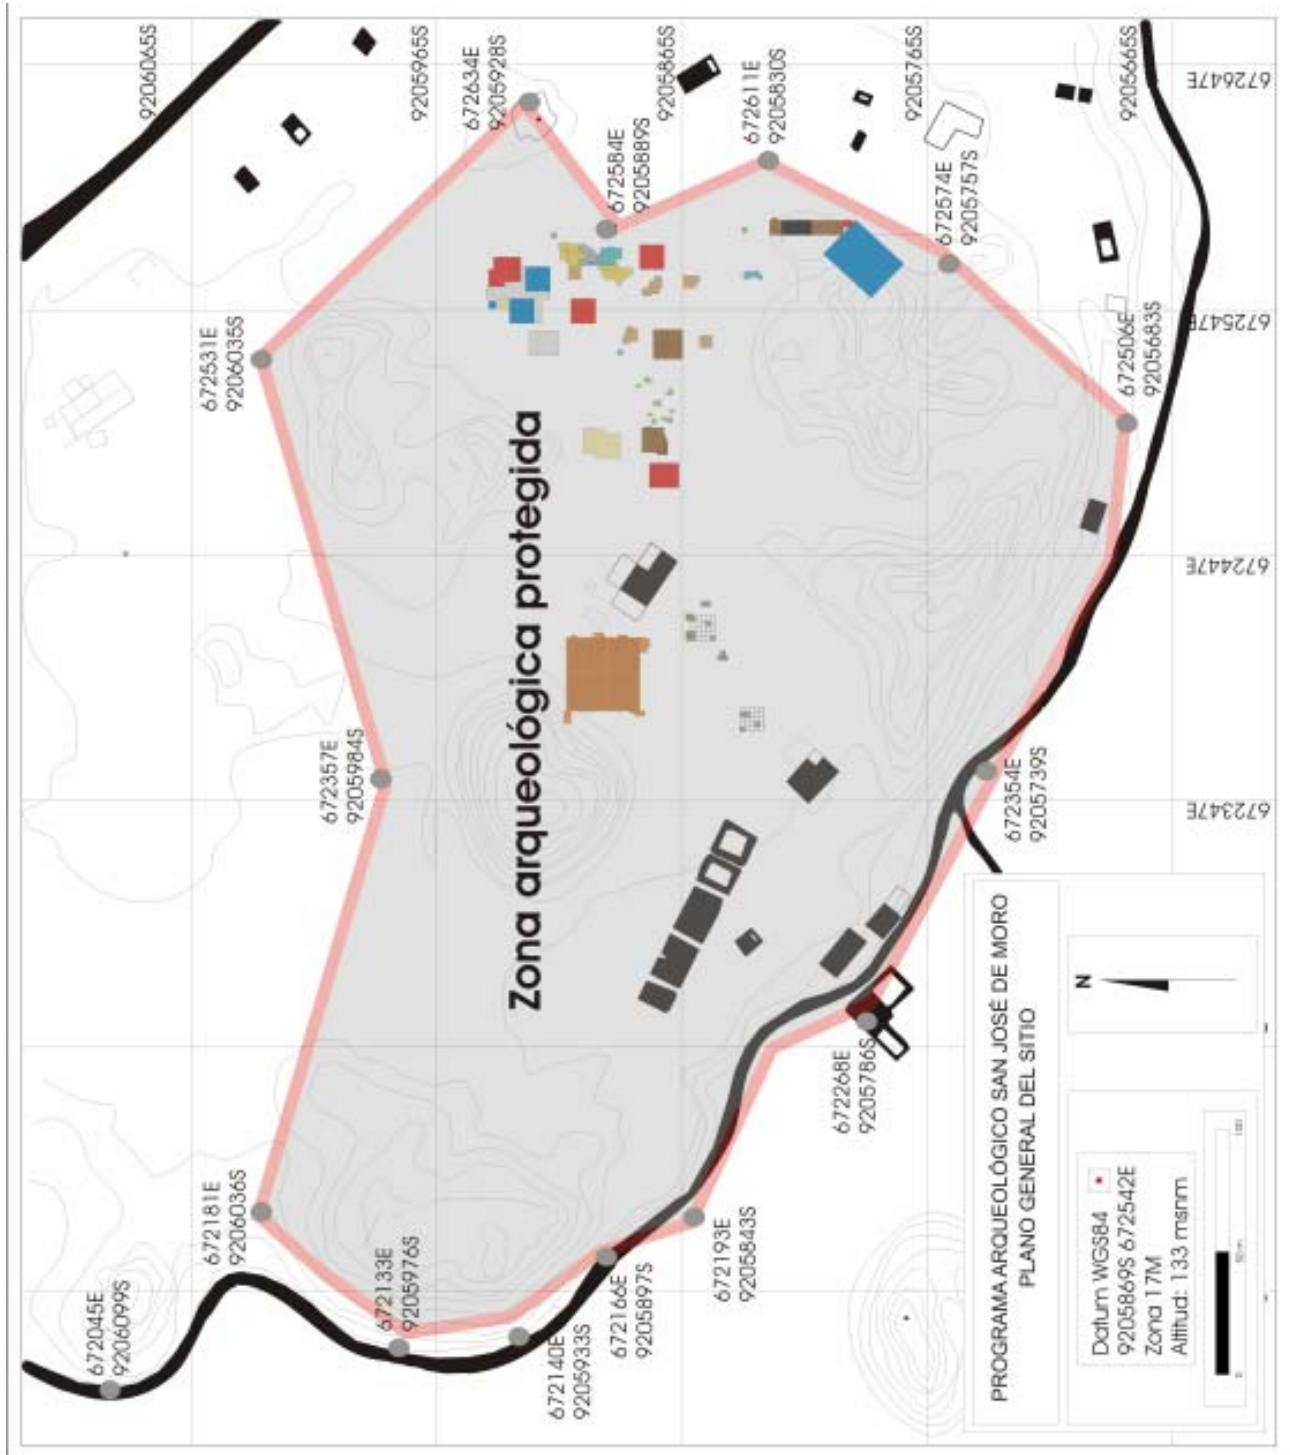 672045E
9206099S
672181E
9206036S
672531E
9206035S
9206065S
672133E
9205976S
672357E
9205984S
9205965S
672634E
9205928S
Zona arqueológica protegida
672140E
9205933S
672166E
9205897S
672584E
9205889S
9205865S
672193E
9205843S
672611E
9205830S
672268E
9205786S
9205765S
672574E
9205757S
672354E
9205739S
672506E
9205683S
9205665S
PROGRAMA ARQUEOLÓGICO SAN JOSÉ DE MORO
PLANO GENERAL DEL SITIO
Datum WGS84
9205869S 672542E
Zona 17M
Altitud: 133 msnm
N
0 50 m 100
672347E
672447E
672547E
672647E